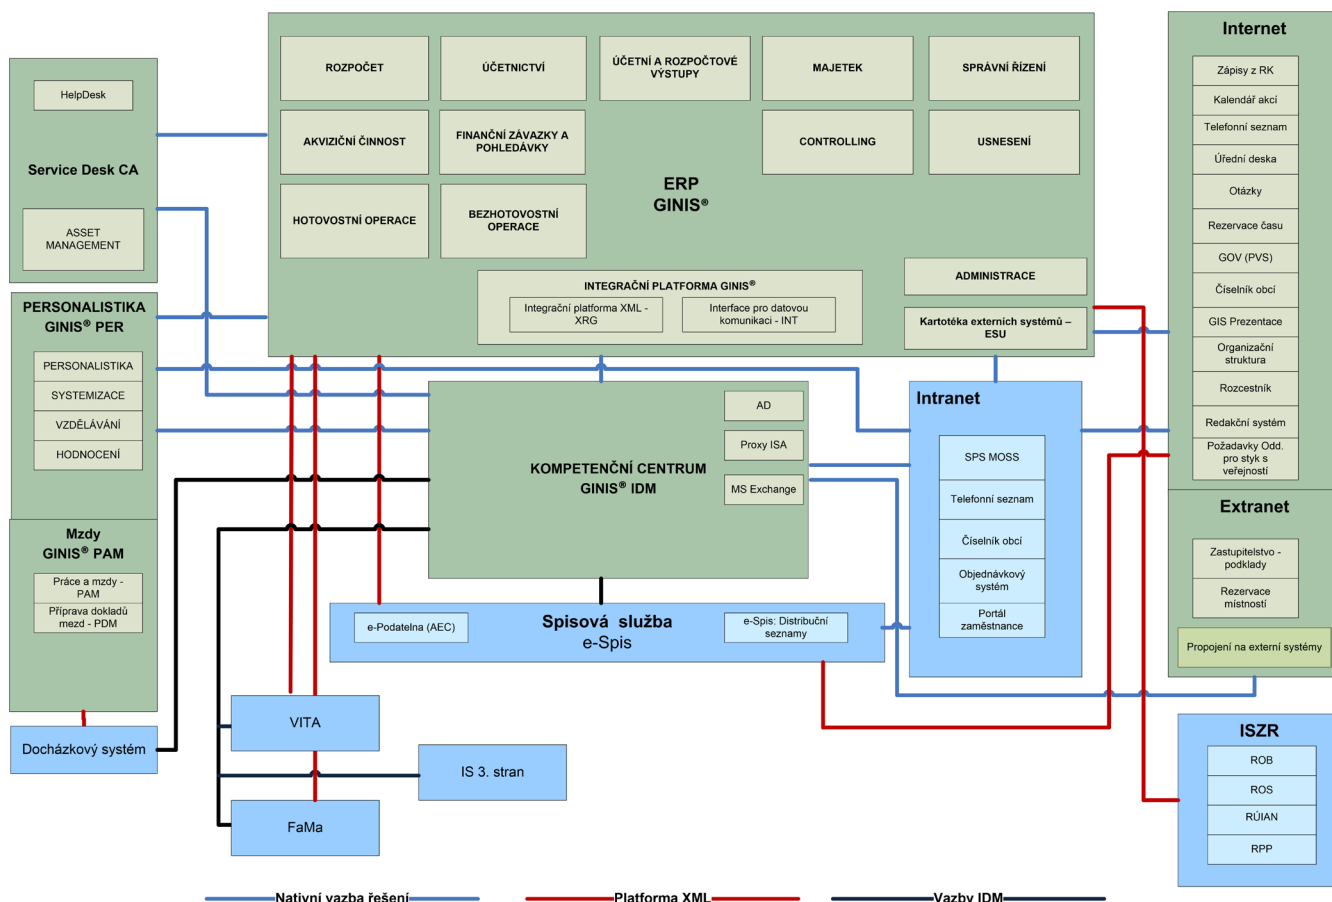 HelpDesk
Service Desk CA
ASSET
MANAGEMENT
PERSONALISTIKA
GINIS® PER
PERSONALISTIKA
SYSTEMIZACE
VZDĚLÁVÁNÍ
HODNOCENÍ
Mzdy
GINIS® PAM
Práce a mzdy -
PAM
Příprava dokladů
mezd - PDM
Docházkový systém
ROZPOČET
ÚČETNICTVÍ
ÚČETNÍ A ROZPOČTOVÉ
VÝSTUPY
MAJETEK
SPRÁVNÍ ŘÍZENÍ
AKVIZIČNÍ ČINNOST
FINANČNÍ ZÁVAZKY A
POHLEDÁVKY
CONTROLLING
USNESENÍ
ERP
GINIS®
HOTOVOSTNÍ OPERACE
BEZHOTOVOSTNÍ
OPERACE
INTEGRAČNÍ PLATFORMA GINIS®
Integrační platforma XML -
XRG
Interface pro datovou
komunikaci - INT
ADMINISTRACE
Kartotéka externích systémů –
ESU
KOMPETENČNÍ CENTRUM
GINIS® IDM
AD
Proxy ISA
MS Exchange
Spisová služba
e-Spis
e-Podatelna (AEC)
e-Spis: Distribuční
seznamy
VITA
IS 3. stran
FaMa
Intranet
SPS MOSS
Telefonní seznam
Číselník obcí
Objednávkový
systém
Portál
zaměstnance
Internet
Zápisy z RK
Kalendář akcí
Telefonní seznam
Úřední deska
Otázky
Rezervace času
GOV (PVS)
Číselník obcí
GIS Prezentace
Organizační
struktura
Rozcestník
Redakční systém
Požadavky Odd.
pro styk s
veřejností
Extranet
Zastupitelstvo -
podklady
Rezervace
místností
Propojení na externí systémy
ISZR
ROB
ROS
RÚIAN
RPP
Nativní vazba řešení
Platforma XML
Vazby IDM